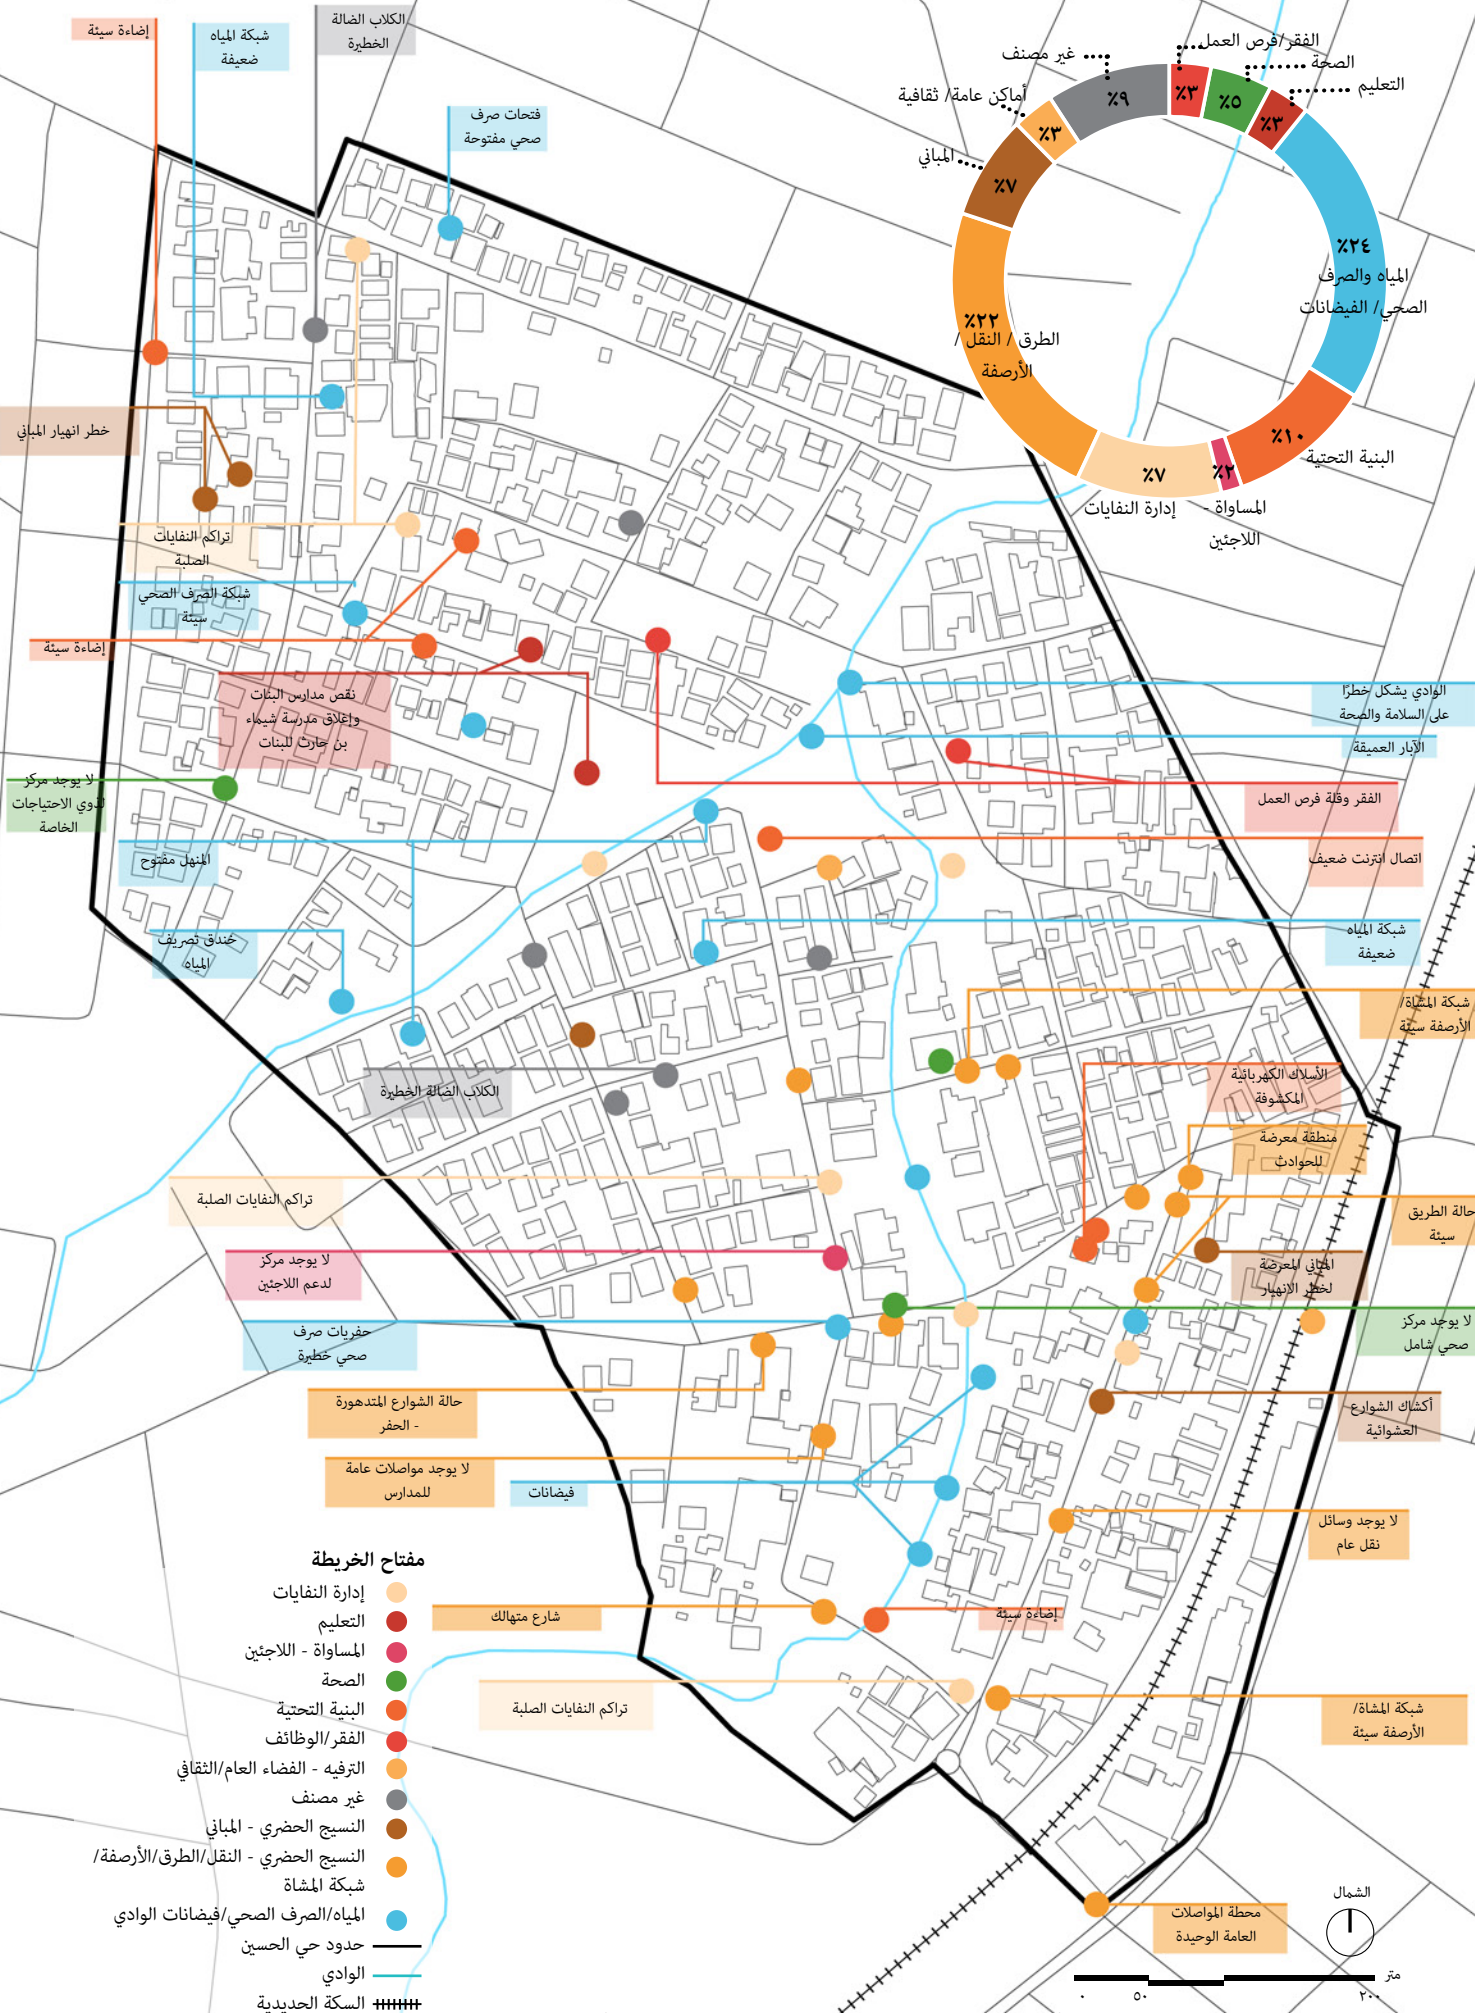 إضاءة سيئة
شبكة المياه
ضعيفة
الكلاب الضالة
الخطيرة
فتحات صرف
صحي مفتوحة
غير مصنف
الفقر/فرص العمل
الصحة
التعليم
أماكن عامة/ ثقافية
المباني
٪٩
٪٣
٪٥
٪٣
٪٣
٪٧
٪٢٤
المياه والصرف
الصحي/ الفيضانات
٪٢٢
الطرق / النقل /
الأرصفة
٪١٠
البنية التحتية
٪٢
المساواة -
اللاجئين
٪٧
إدارة النفايات
خطر انهيار المباني
تراكم النفايات
الصلبة
شبكة الصرف الصحي
سيئة
إضاءة سيئة
نقص مدارس البنات
وإغلاق مدرسة شيماء
بن حارث للبنات
لا يوجد مركز
لذوي الاحتياجات
الخاصة
المنهل مفتوح
خندق تصريف
المياه
الوادي يشكل خطرًا
على السلامة والصحة
الآبار العميقة
الفقر وقلة فرص العمل
اتصال انترنت ضعيف
شبكة المياه
ضعيفة
شبكة المشاة/
الأرصفة سيئة
الأسلاك الكهربائية
المكشوفة
منطقة معرضة
للحوادث
حالة الطريق
سيئة
المباني المعرضة
لخطر الانهيار
لا يوجد مركز
صحي شامل
أكشاك الشوارع
العشوائية
لا يوجد وسائل
نقل عام
الكلاب الضالة الخطيرة
تراكم النفايات الصلبة
لا يوجد مركز
لدعم اللاجئين
حفريات صرف
صحي خطيرة
حالة الشوارع المتدهورة
- الحفر
لا يوجد مواصلات عامة
للمدارس
فيضانات
شارع متهالك
إضاءة سيئة
تراكم النفايات الصلبة
شبكة المشاة/
الأرصفة سيئة
محطة المواصلات
العامة الوحيدة
مفتاح الخريطة
إدارة النفايات
التعليم
المساواة - اللاجئين
الصحة
البنية التحتية
الفقر/الوظائف
الترفيه - الفضاء العام/الثقافي
غير مصنف
النسيج الحضري - المباني
النسيج الحضري - النقل/الطرق/الأرصفة/
شبكة المشاة
المياه/الصرف الصحي/فيضانات الوادي
حدود حي الحسين
الوادي
السكة الحديدية
الشمال
متر
٠ ٥٠ ٢٠٠